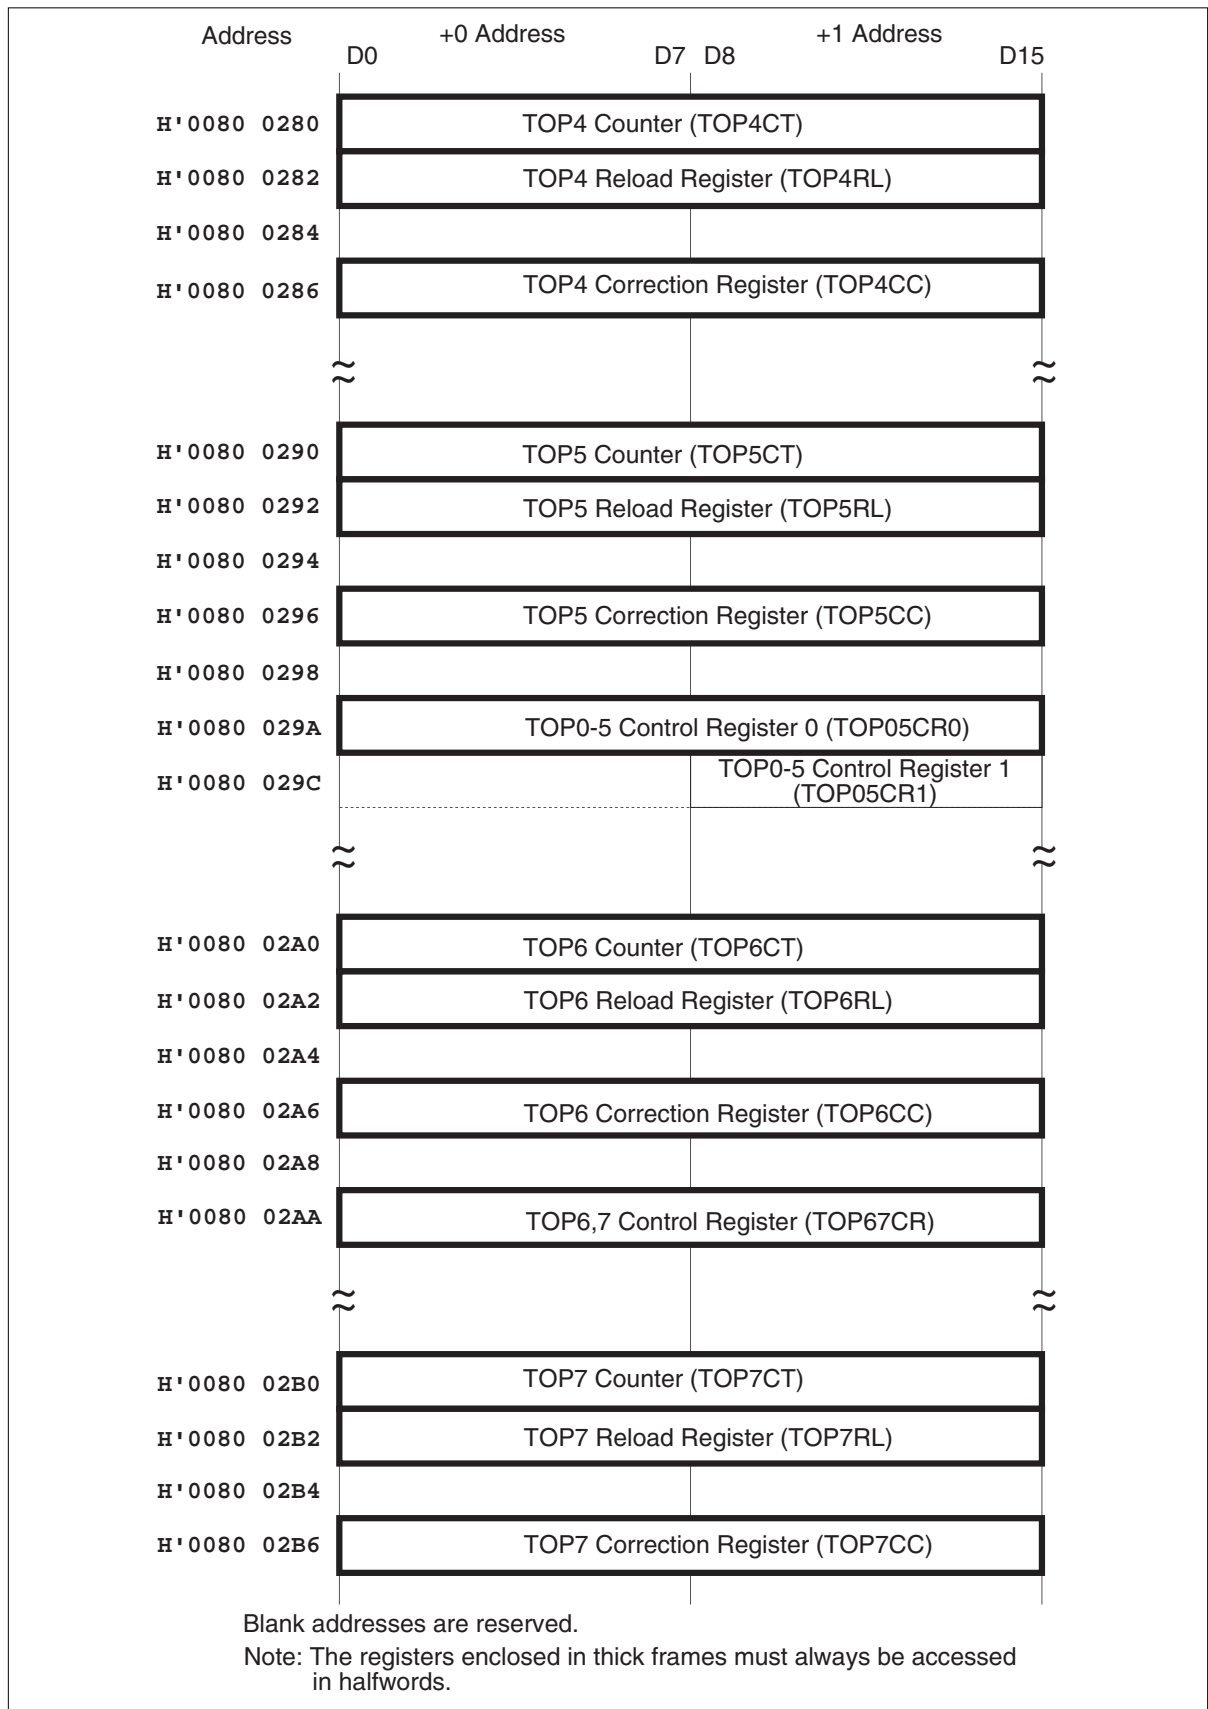 Address +0 Address +1 Address
D0 D7 D8 D15
H'0080 0280 TOP4 Counter (TOP4CT)
H'0080 0282 TOP4 Reload Register (TOP4RL)
H'0080 0284
H'0080 0286 TOP4 Correction Register (TOP4CC)
H'0080 0290 TOP5 Counter (TOP5CT)
H'0080 0292 TOP5 Reload Register (TOP5RL)
H'0080 0294
H'0080 0296 TOP5 Correction Register (TOP5CC)
H'0080 0298
H'0080 029A TOP0-5 Control Register 0 (TOP05CR0)
H'0080 029C TOP0-5 Control Register 1
(TOP05CR1)
H'0080 02A0 TOP6 Counter (TOP6CT)
H'0080 02A2 TOP6 Reload Register (TOP6RL)
H'0080 02A4
H'0080 02A6 TOP6 Correction Register (TOP6CC)
H'0080 02A8
H'0080 02AA TOP6,7 Control Register (TOP67CR)
H'0080 02B0 TOP7 Counter (TOP7CT)
H'0080 02B2 TOP7 Reload Register (TOP7RL)
H'0080 02B4
H'0080 02B6 TOP7 Correction Register (TOP7CC)
Blank addresses are reserved.
Note: The registers enclosed in thick frames must always be accessed
in halfwords.